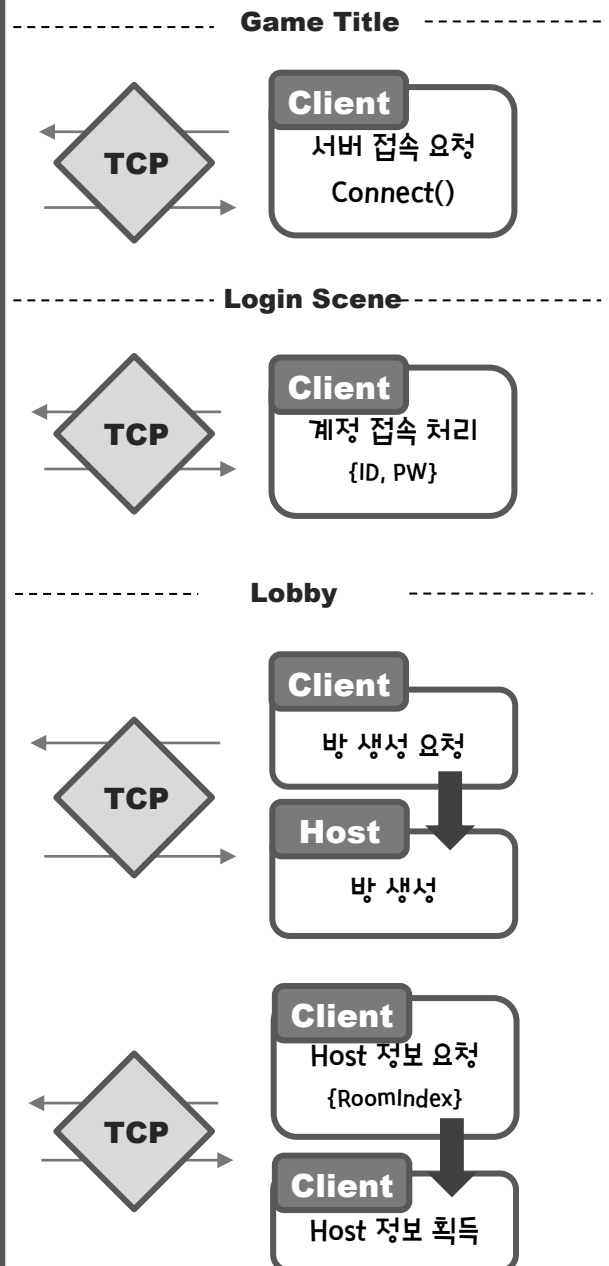 Game Title
Client
TCP
서버 접속 요청
Connect()
Login Scene
Client
TCP
계정 접속 처리
{ID, PW}
Lobby
Client
방 생성 요청
TCP
Host
방 생성
Client
Host 정보 요청
{RoomIndex}
TCP
Client
Host 정보 획득